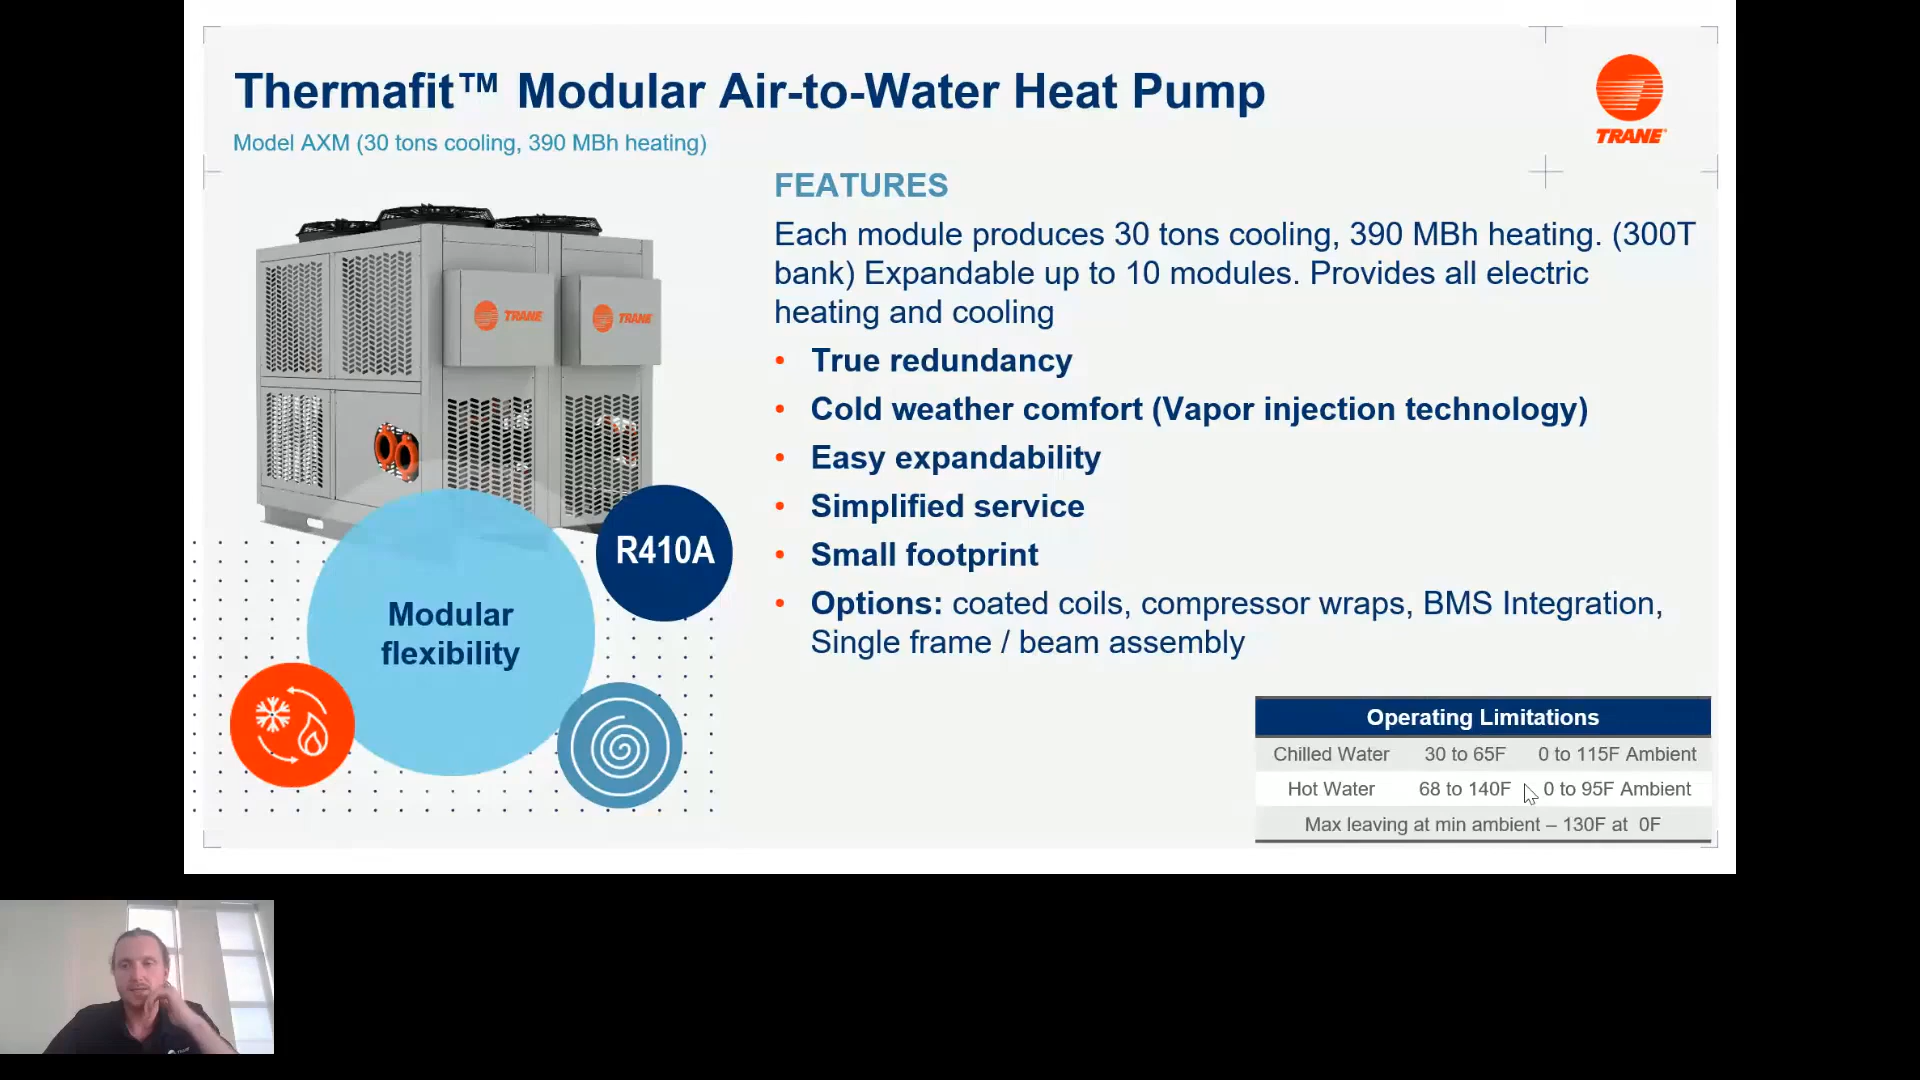 Thermafit™ Modular Air-to-Water Heat Pump
Model AXM (30 tons cooling, 390 MBh heating)
TRANE
FEATURES
Each module produces 30 tons cooling, 390 MBh heating. (300T
bank) Expandable up to 10 modules. Provides all electric
heating and cooling
• True redundancy
• Cold weather comfort (Vapor injection technology)
• Easy expandability
• Simplified service
• Small footprint
• Options: coated coils, compressor wraps, BMS Integration,
Single frame / beam assembly
TRANE
TRANE
R410A
Modular
flexibility
Operating Limitations
Chilled Water 30 to 65F 0 to 115F Ambient
Hot Water 68 to 140F 0 to 95F Ambient
Max leaving at min ambient – 130F at 0F